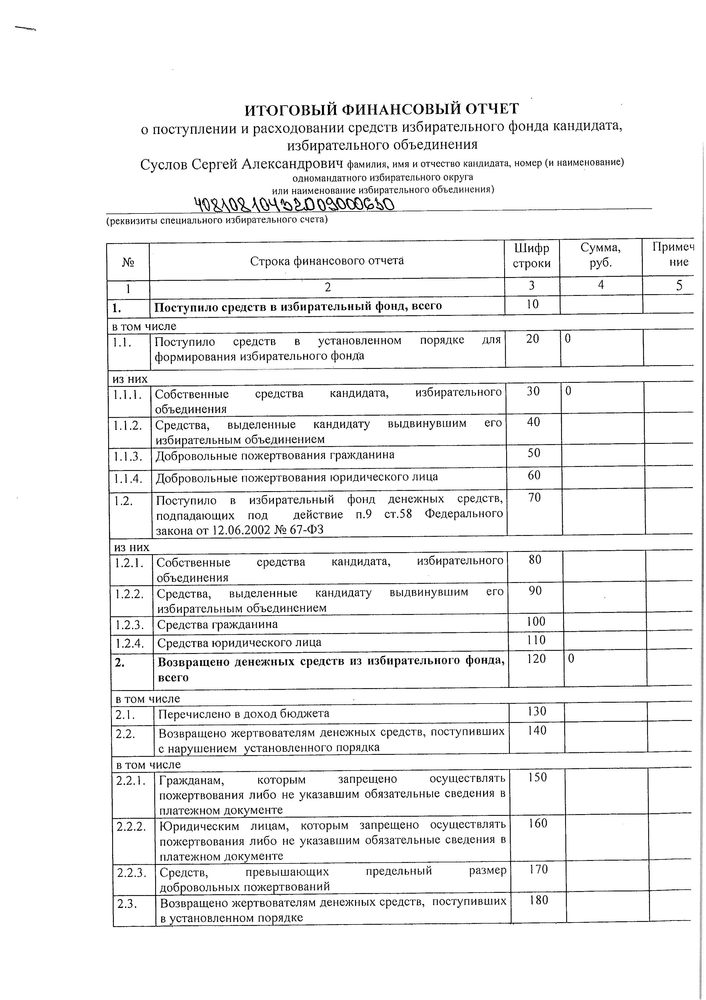 ИТОГОВЫЙ ФИНАНСОВЫЙ ОТЧЕТ
о поступлении и расходовании средств избирательного фонда кандидата,
избирательного объединения
Суслов Сергей Александрович фамилия, имя и отчество кандидата, номер (и наименование)
одномандатного избирательного округа
или наименование избирательного объединения)
40810810432009000630
(реквизиты специального избирательного счета)
№ Строка финансового отчета Шифр строки Сумма, руб. Примеч ние
1 2 3 4 5
1. Поступило средств в избирательный фонд, всего 10
в том числе
1.1. Поступило средств в установленном порядке для 20 0
формирования избирательного фонда
из них
1.1.1. Собственные средства кандидата, избирательного 30 0
объединения
1.1.2. Средства, выделенные кандидату выдвинувшим его 40
избирательным объединением
1.1.3. Добровольные пожертвования гражданина 50
1.1.4. Добровольные пожертвования юридического лица 60
1.2. Поступило в избирательный фонд денежных средств, 70
подпадающих под действие п.9 ст.58 Федерального
закона от 12.06.2002 № 67-ФЗ
из них
1.2.1. Собственные средства кандидата, избирательного 80
объединения
1.2.2. Средства, выделенные кандидату выдвинувшим его 90
избирательным объединением
1.2.3. Средства гражданина 100
1.2.4. Средства юридического лица 110
2. Возвращено денежных средств из избирательного фонда, 120 0
всего
в том числе
2.1. Перечислено в доход бюджета 130
2.2. Возвращено жертвователям денежных средств, поступивших 140
с нарушением установленного порядка
в том числе
2.2.1. Гражданам, которым запрещено осуществлять 150
пожертвования либо не указавшим обязательные сведения в
платежном документе
2.2.2. Юридическим лицам, которым запрещено осуществлять 160
пожертвования либо не указавшим обязательные сведения в
платежном документе
2.2.3. Средств, превышающих предельный размер 170
добровольных пожертвований
2.3. Возвращено жертвователям денежных средств, поступивших 180
в установленном порядке